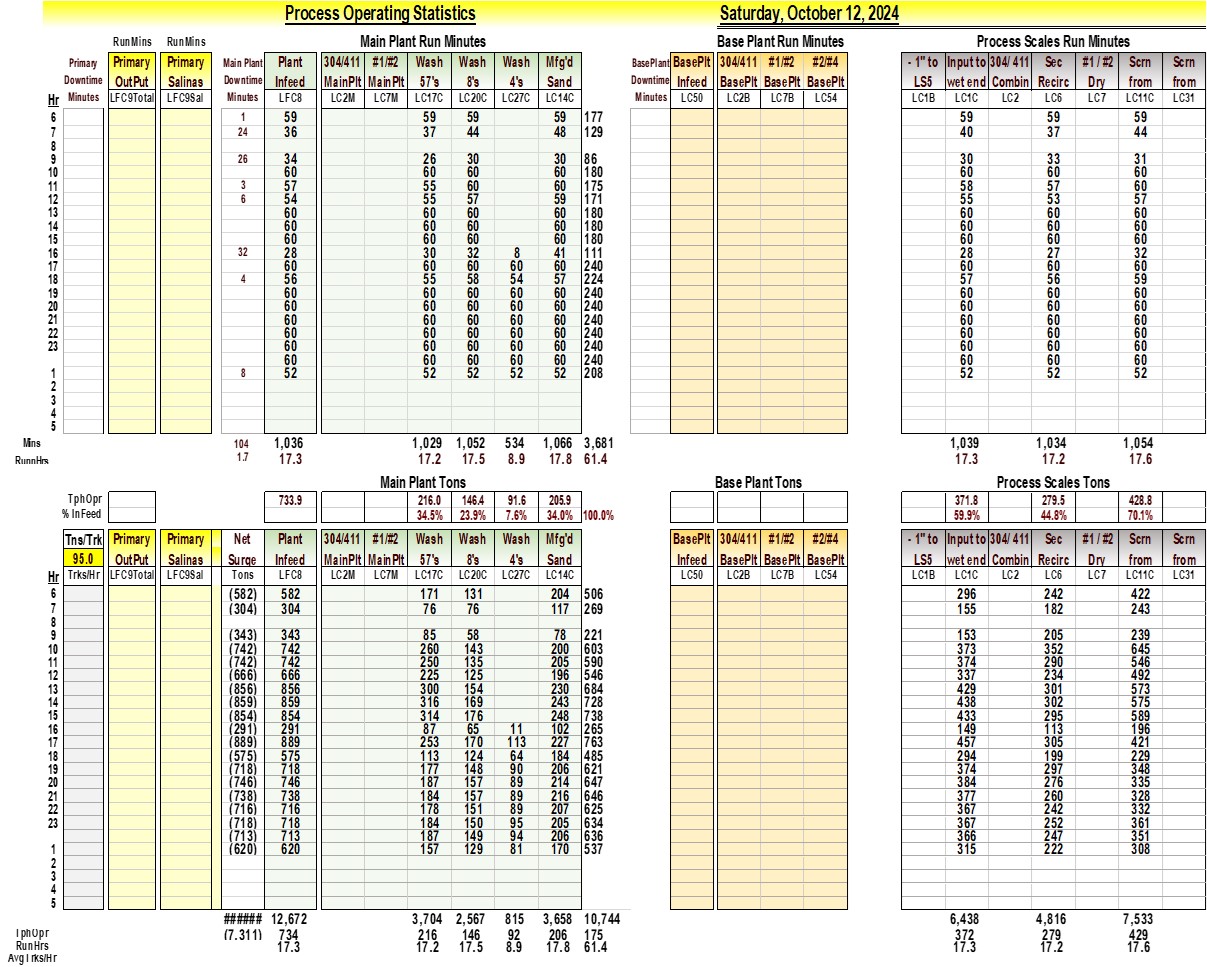 Process Operating Statistics Saturday, October 12, 2024
RunMins RunMins Main Plant Run Minutes Base Plant Run Minutes Process Scales Run Minutes
Primary Primary Primary Main Plant Plant 304/411 #1/#2 Wash Wash Wash Mfg'd BasePlant BasePlt 304/411 #1/#2 #2/#4 - 1" to Input to 304/ 411 Sec #1 / #2 Scrn Scrn
Downtime OutPut Salinas Downtime Infeed MainPlt MainPlt 57's 8's 4's Sand Downtime Infeed BasePlt BasePlt BasePlt LS5 wet end Combin Recirc Dry from from
Hr Minutes LFC9Total LFC9Sal Minutes LFC8 LC2M LC7M LC17C LC20C LC27C LC14C Minutes LC50 LC2B LC7B LC54 LC1B LC1C LC2 LC6 LC7 LC11C LC31
6 1 59 59 59 59 177 59 59 59
7 24 36 37 44 48 129 40 37 44
8
9 26 34 26 30 30 86 30 33 31
10 60 60 60 60 180 60 60 60
11 3 57 55 60 60 175 58 57 60
12 6 54 55 57 59 171 55 53 57
13 60 60 60 60 180 60 60 60
14 60 60 60 60 180 60 60 60
15 60 60 60 60 180 60 60 60
16 32 28 30 32 8 41 111 28 27 32
17 60 60 60 60 60 240 60 60 60
18 4 56 55 58 54 57 224 57 56 59
19 60 60 60 60 60 240 60 60 60
20 60 60 60 60 60 240 60 60 60
21 60 60 60 60 60 240 60 60 60
22 60 60 60 60 60 240 60 60 60
23 60 60 60 60 60 240 60 60 60
60 60 60 60 60 240 60 60 60
1 8 52 52 52 52 52 208 52 52 52
2
3
4
5
Mins 104 1,036 1,029 1,052 534 1,066 3,681 1,039 1,034 1,054
RunnHrs 1.7 17.3 17.2 17.5 8.9 17.8 61.4 17.3 17.2 17.6
Main Plant Tons Base Plant Tons Process Scales Tons
TphOpr 733.9 216.0 146.4 91.6 205.9 371.8 279.5 428.8
% InFeed 34.5% 23.9% 7.6% 34.0% 100.0% 59.9% 44.8% 70.1%
Tns/Trk Primary Primary Net Plant 304/411 #1/#2 Wash Wash Wash Mfg'd BasePlt 304/411 #1/#2 #2/#4 - 1" to Input to 304/ 411 Sec #1 / #2 Scrn Scrn
95.0 OutPut Salinas Surge Infeed MainPlt MainPlt 57's 8's 4's Sand Infeed BasePlt BasePlt BasePlt LS5 wet end Combin Recirc Dry from from
Hr Trks/Hr LFC9Total LFC9Sal Tons LFC8 LC2M LC7M LC17C LC20C LC27C LC14C LC50 LC2B LC7B LC54 LC1B LC1C LC2 LC6 LC7 LC11C LC31
6 (582) 582 171 131 204 506 296 242 422
7 (304) 304 76 76 117 269 155 182 243
8
9 (343) 343 85 58 78 221 153 205 239
10 (742) 742 260 143 200 603 373 352 645
11 (742) 742 250 135 205 590 374 290 546
12 (666) 666 225 125 196 546 337 234 492
13 (856) 856 300 154 230 684 429 301 573
14 (859) 859 316 169 243 728 438 302 575
15 (854) 854 314 176 248 738 433 295 589
16 (291) 291 87 65 11 102 265 149 113 196
17 (889) 889 253 170 113 227 763 457 305 421
18 (575) 575 113 124 64 184 485 294 199 229
19 (718) 718 177 148 90 206 621 374 297 348
20 (746) 746 187 157 89 214 647 384 276 335
21 (738) 738 184 157 89 216 646 377 260 328
22 (716) 716 178 151 89 207 625 367 242 332
23 (718) 718 184 150 95 205 634 367 252 361
(713) 713 187 149 94 206 636 366 247 351
1 (620) 620 157 129 81 170 537 315 222 308
2
3
4
5
###### 12,672 3,704 2,567 815 3,658 10,744 6,438 4,816 7,533
TphOpr (7.311) 734 216 146 92 206 175 372 279 429
RunHrs 17.3 17.2 17.5 8.9 17.8 61.4 17.3 17.2 17.6
AvgTrks/Hr